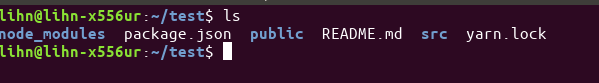 lihn@lihn-x556ur:~/test$ ls
node_modules  package.json  public  README.md  src  yarn.lock
lihn@lihn-x556ur:~/test$